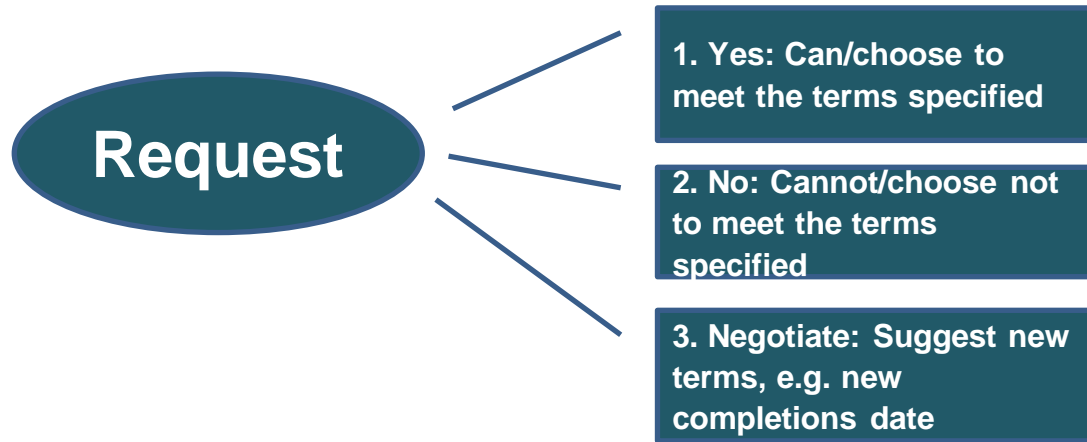 Request
1. Yes: Can/choose to
meet the terms specified
2. No: Cannot/choose not
to meet the terms
specified
3. Negotiate: Suggest new
terms, e.g. new
completions date